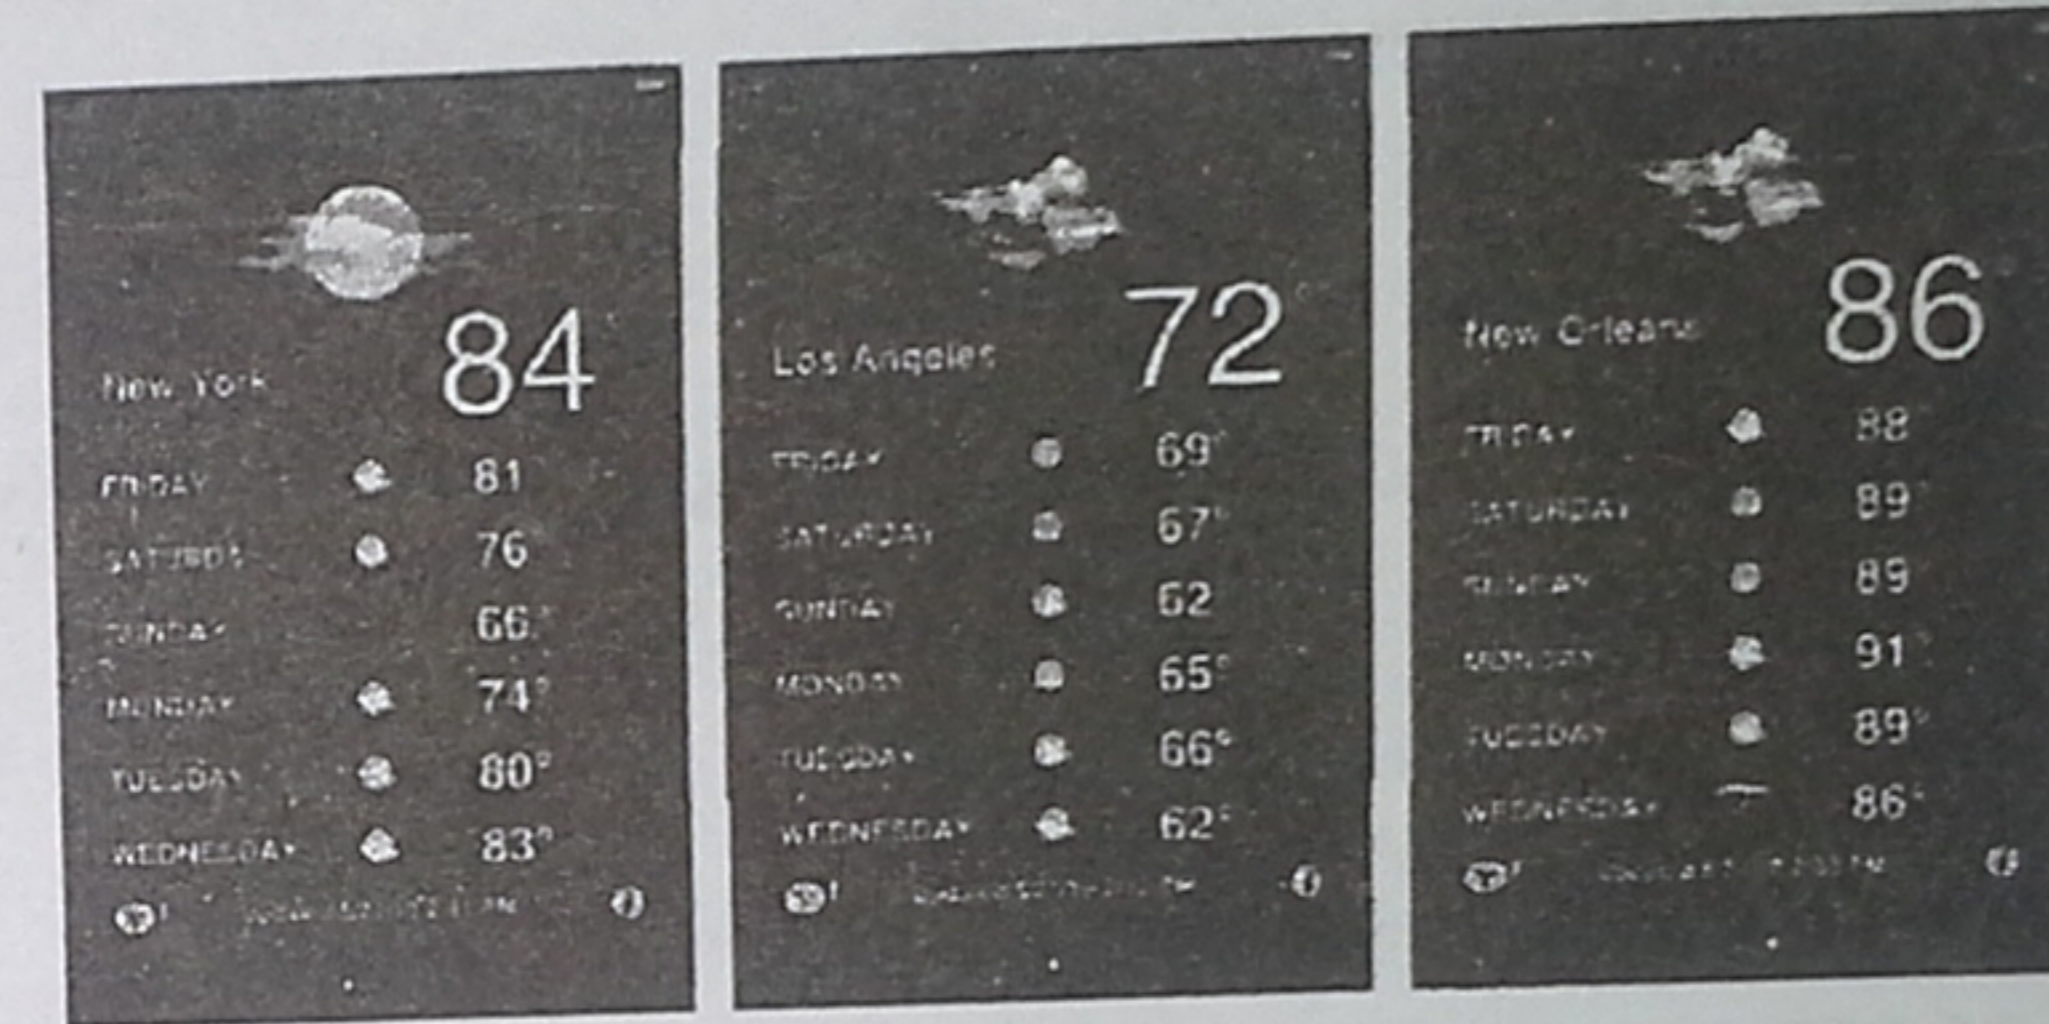 New York 84
FRIDAY 81
SATURDA 76
SUNDAY 66°
MONDAY 74°
TUESDAY 80°
WEDNESDAY 83°
Los Angeles 72°
FRIDAY 69°
SATURDAY 67°
SUNDAY 62
MONDAY 65°
TUESDAY 66°
WEDNESDAY 62°
New Orleans 86
FRIDAY 88
SATURDAY 89°
SUNDAY 89
MONDAY 91
TUESDAY 89°
WEDNESDAY 86°